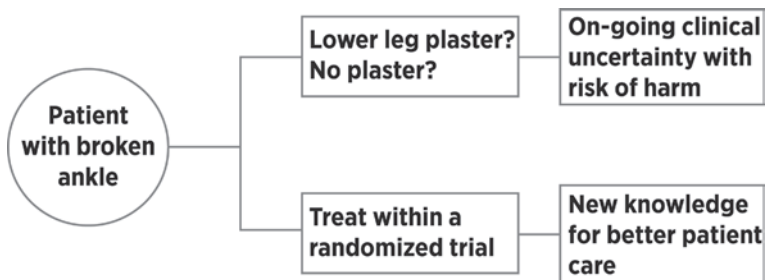 Patient
with broken
ankle
Lower leg plaster?
No plaster?
On-going clinical
uncertainty with
risk of harm
Treat within a
randomized trial
New knowledge
for better patient
care